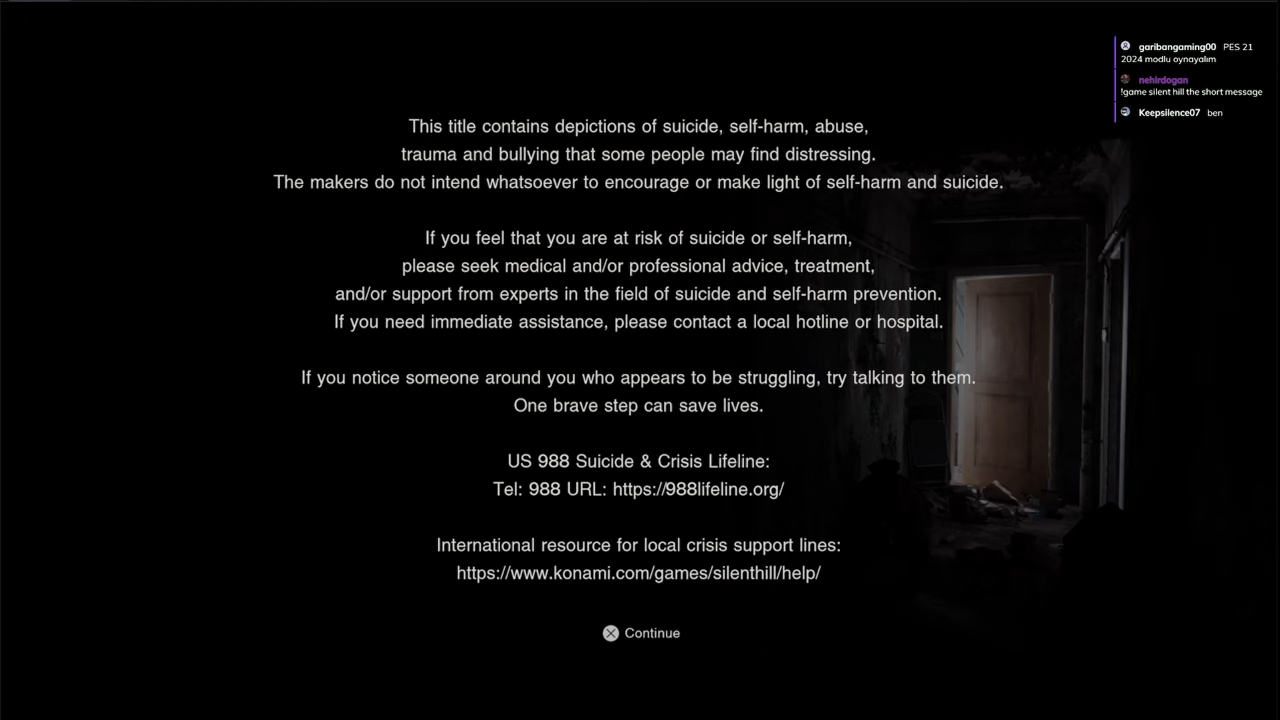 garibangaming00 PES 21
2024 modlu oynayalım
nehirdogan
!game silent hill the short message
Keepsilence07 ben
This title contains depictions of suicide, self-harm, abuse,
trauma and bullying that some people may find distressing.
The makers do not intend whatsoever to encourage or make light of self-harm and suicide.
If you feel that you are at risk of suicide or self-harm,
please seek medical and/or professional advice, treatment,
and/or support from experts in the field of suicide and self-harm prevention.
If you need immediate assistance, please contact a local hotline or hospital.
If you notice someone around you who appears to be struggling, try talking to them.
One brave step can save lives.
US 988 Suicide & Crisis Lifeline:
Tel: 988 URL: https://988lifeline.org/
International resource for local crisis support lines:
https://www.konami.com/games/silenthill/help/
Continue